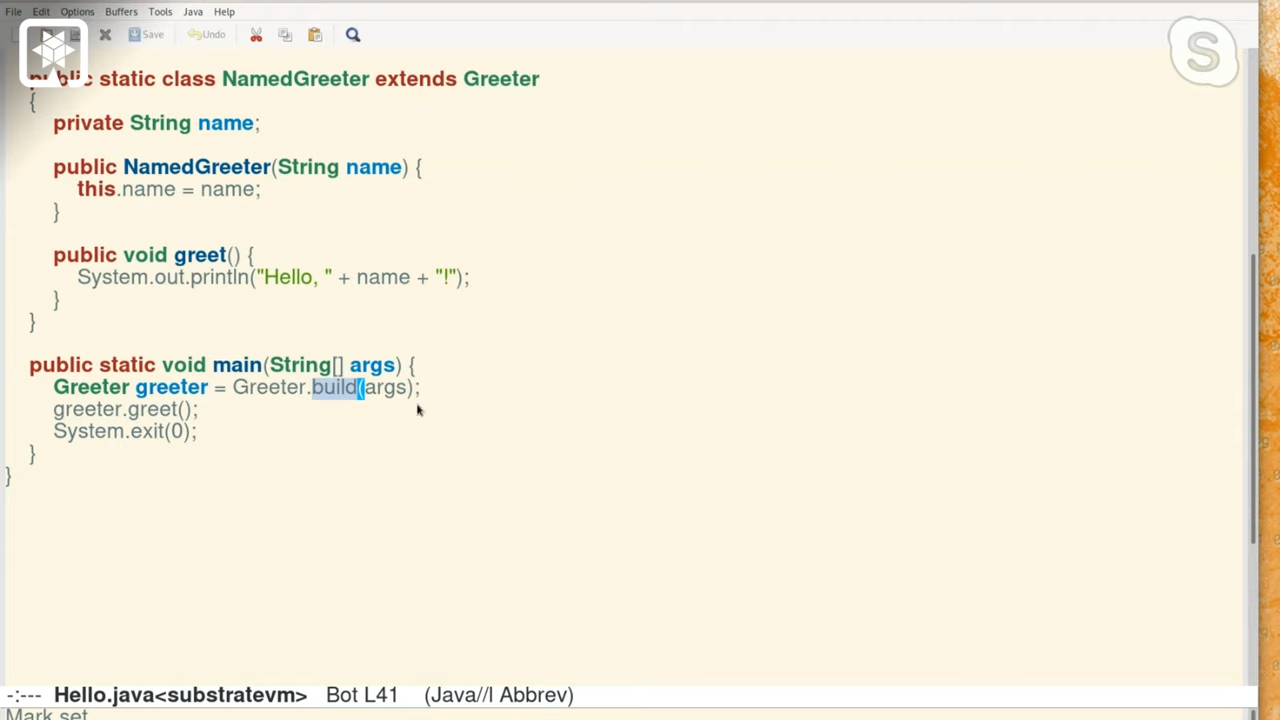 File Edit Options Buffers Tools Java Help
Save Undo
public static class NamedGreeter extends Greeter
{
private String name;
public NamedGreeter(String name) {
this.name = name;
}
public void greet() {
System.out.println("Hello, " + name + "!");
}
}
public static void main(String[] args) {
Greeter greeter = Greeter.build(args);
greeter.greet();
System.exit(0);
}
}
-:--- Hello.java<substratevm> Bot L41 (Java//l Abbrev)
Mark set